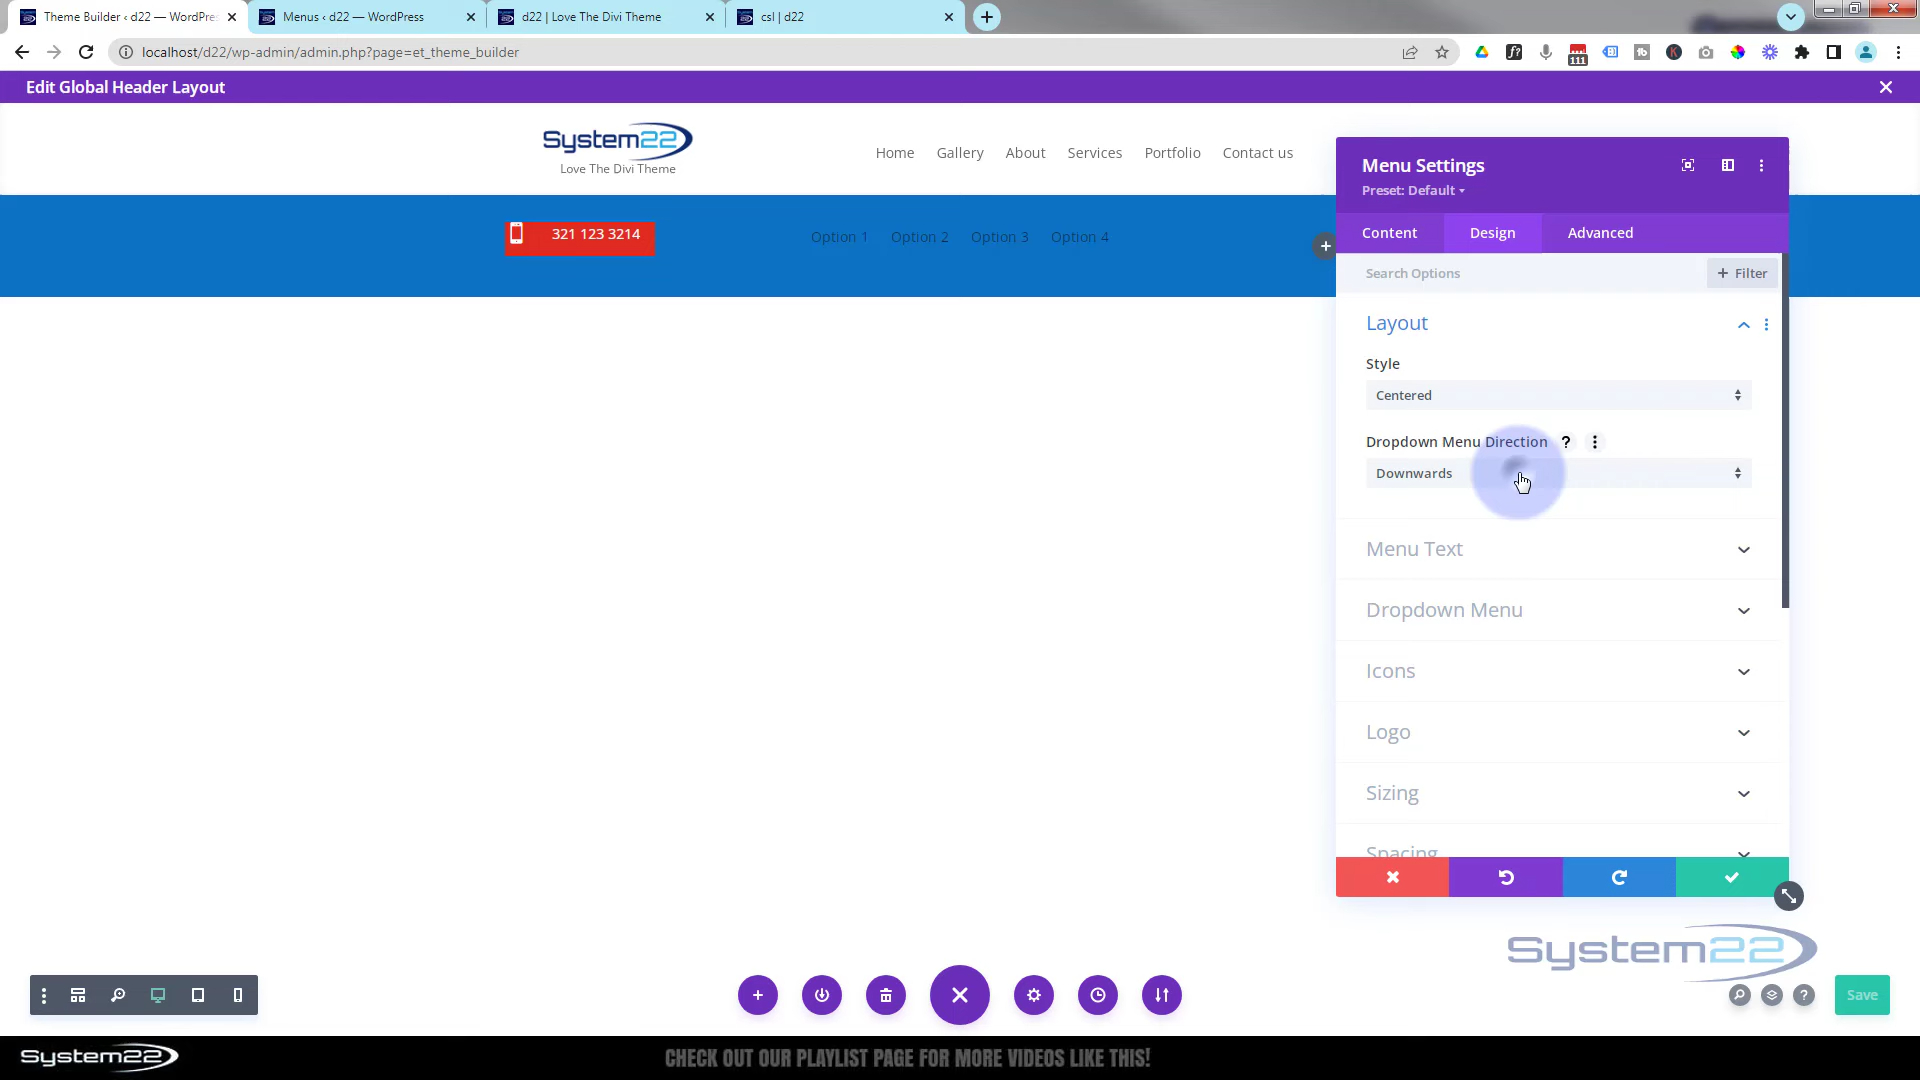 Theme Builder ‹ d22 — WordPre
Menus ‹ d22 — WordPress
d22 | Love The Divi Theme
csl | d22
localhost/d22/wp-admin/admin.php?page=et_theme_builder
111
Edit Global Header Layout
System22
Love The Divi Theme
Home
Gallery
About
Services
Portfolio
Contact us
321 123 3214
Option 1
Option 2
Option 3
Option 4
Menu Settings
Preset: Default
Content
Design
Advanced
Search Options
+ Filter
Layout
Style
Centered
Dropdown Menu Direction
?
Downwards
Menu Text
Dropdown Menu
Icons
Logo
Sizing
Spacing
System22
?
Save
System22
CHECK OUT OUR PLAYLIST PAGE FOR MORE VIDEOS LIKE THIS!